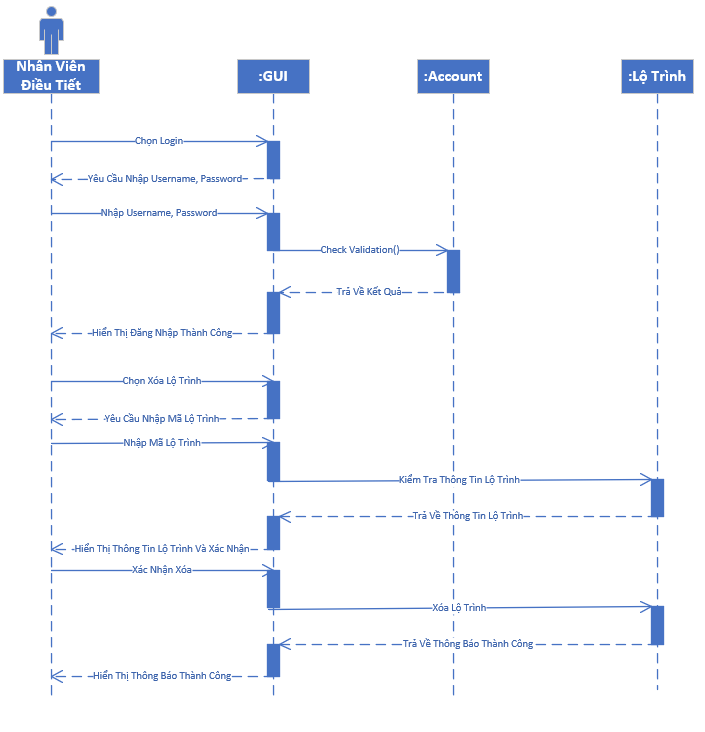 Nhân Viên
Điều Tiết
:GUI
:Account
:Lộ Trình
Chọn Login
Yêu Cầu Nhập Username, Password
Nhập Username, Password
Check Validation()
Trả Về Kết Quả
Hiển Thị Đăng Nhập Thành Công
Chọn Xóa Lộ Trình
Yêu Cầu Nhập Mã Lộ Trình
Nhập Mã Lộ Trình
Kiểm Tra Thông Tin Lộ Trình
Trả Về Thông Tin Lộ Trình
Hiển Thị Thông Tin Lộ Trình Và Xác Nhận
Xác Nhận Xóa
Xóa Lộ Trình
Trả Về Thông Báo Thành Công
Hiển Thị Thông Báo Thành Công